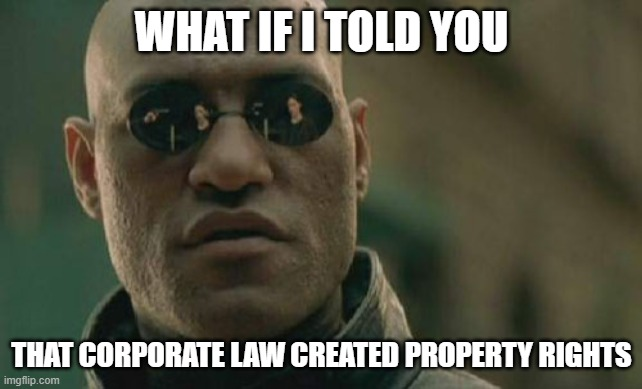 WHAT IF I TOLD YOU
THAT CORPORATE LAW CREATED PROPERTY RIGHTS
imgflip.com